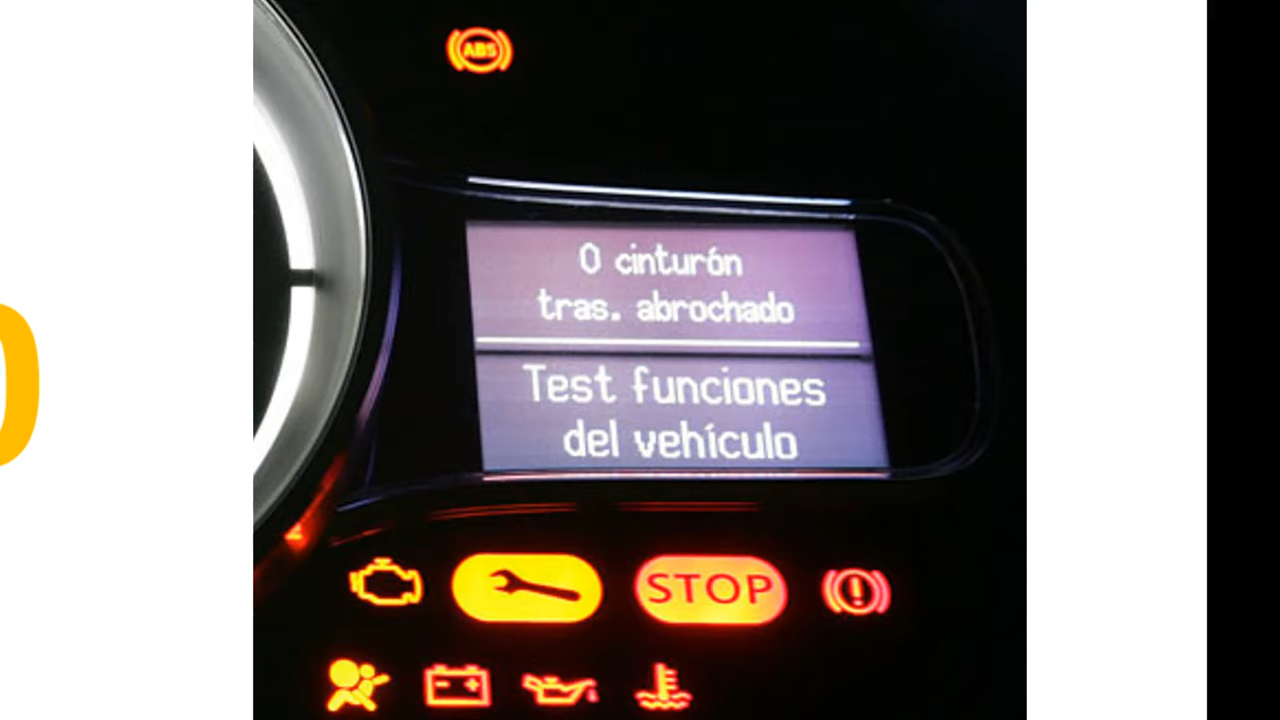 ABS
0 cinturón
tras. abrochado
Test funciones
del vehículo
STOP